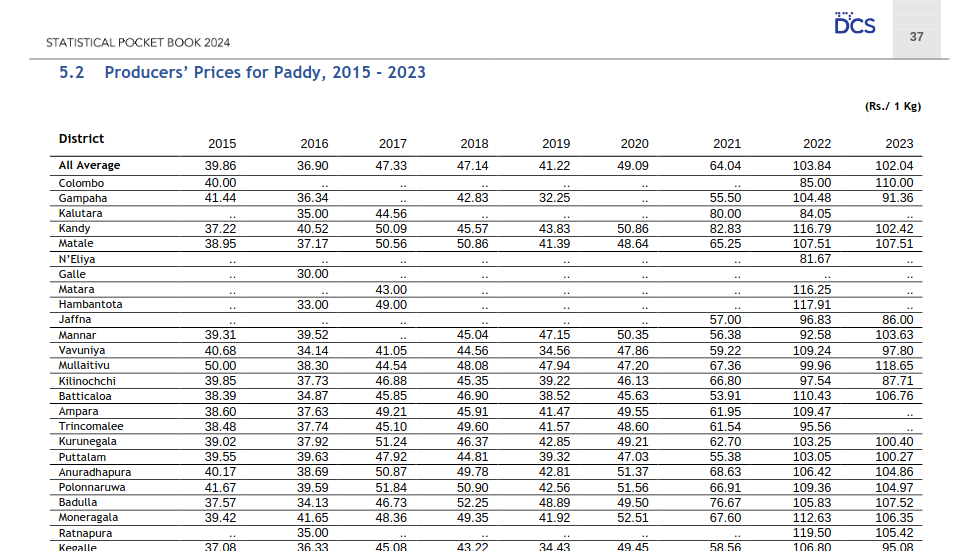 DCS
37
STATISTICAL POCKET BOOK 2024
5.2 Producers’ Prices for Paddy, 2015 - 2023
(Rs./ 1 Kg)
District 2015 2016 2017 2018 2019 2020 2021 2022 2023
All Average 39.86 36.90 47.33 47.14 41.22 49.09 64.04 103.84 102.04
Colombo 40.00 .. .. .. .. .. .. 85.00 110.00
Gampaha 41.44 36.34 .. 42.83 32.25 .. 55.50 104.48 91.36
Kalutara .. 35.00 44.56 .. .. .. 80.00 84.05 ..
Kandy 37.22 40.52 50.09 45.57 43.83 50.86 82.83 116.79 102.42
Matale 38.95 37.17 50.56 50.86 41.39 48.64 65.25 107.51 107.51
N’Eliya .. .. .. .. .. .. .. 81.67 ..
Galle .. 30.00 .. .. .. .. .. .. ..
Matara .. .. 43.00 .. .. .. .. 116.25 ..
Hambantota .. 33.00 49.00 .. .. .. .. 117.91 ..
Jaffna .. .. .. .. .. .. 57.00 96.83 86.00
Mannar 39.31 39.52 .. 45.04 47.15 50.35 56.38 92.58 103.63
Vavuniya 40.68 34.14 41.05 44.56 34.56 47.86 59.22 109.24 97.80
Mullaitivu 50.00 38.30 44.54 48.08 47.94 47.20 67.36 99.96 118.65
Kilinochchi 39.85 37.73 46.88 45.35 39.22 46.13 66.80 97.54 87.71
Batticaloa 38.39 34.87 45.85 46.90 38.52 45.63 53.91 110.43 106.76
Ampara 38.60 37.63 49.21 45.91 41.47 49.55 61.95 109.47 ..
Trincomalee 38.48 37.74 45.10 49.60 41.57 48.60 61.54 95.56 ..
Kurunegala 39.02 37.92 51.24 46.37 42.85 49.21 62.70 103.25 100.40
Puttalam 39.55 39.63 47.92 44.81 39.32 47.03 55.38 103.05 100.27
Anuradhapura 40.17 38.69 50.87 49.78 42.81 51.37 68.63 106.42 104.86
Polonnaruwa 41.67 39.59 51.84 50.90 42.56 51.56 66.91 109.36 104.97
Badulla 37.57 34.13 46.73 52.25 48.89 49.50 76.67 105.83 107.52
Moneragala 39.42 41.65 48.36 49.35 41.92 52.51 67.60 112.63 106.35
Ratnapura .. 35.00 .. .. .. .. .. 119.50 105.42
Kegalle 37.08 36.33 45.08 43.22 34.43 49.45 58.56 106.80 95.08